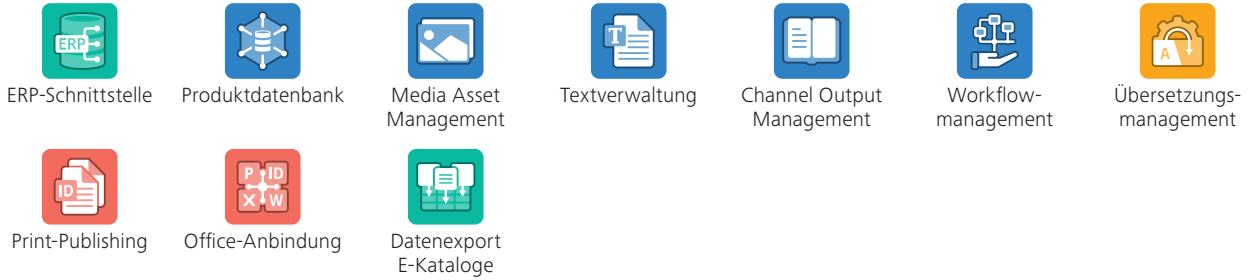 ERP
ERP-Schnittstelle
Produktdatenbank
Media Asset
Management
T
Textverwaltung
Channel Output
Management
Workflow-
management
A
Übersetzungs-
management
ID
Print-Publishing
P ID
X W
Office-Anbindung
Datenexport
E-Kataloge